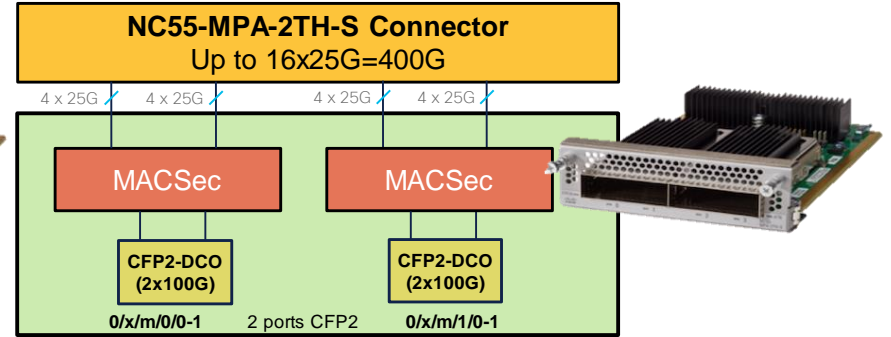 NC55-MPA-2TH-S Connector
Up to 16x25G=400G
4 x 25G
4 x 25G
4 x 25G
4 x 25G
MACSec
MACSec
CFP2-DCO
(2x100G)
CFP2-DCO
(2x100G)
0/x/m/0/0-1
2 ports CFP2
0/x/m/1/0-1